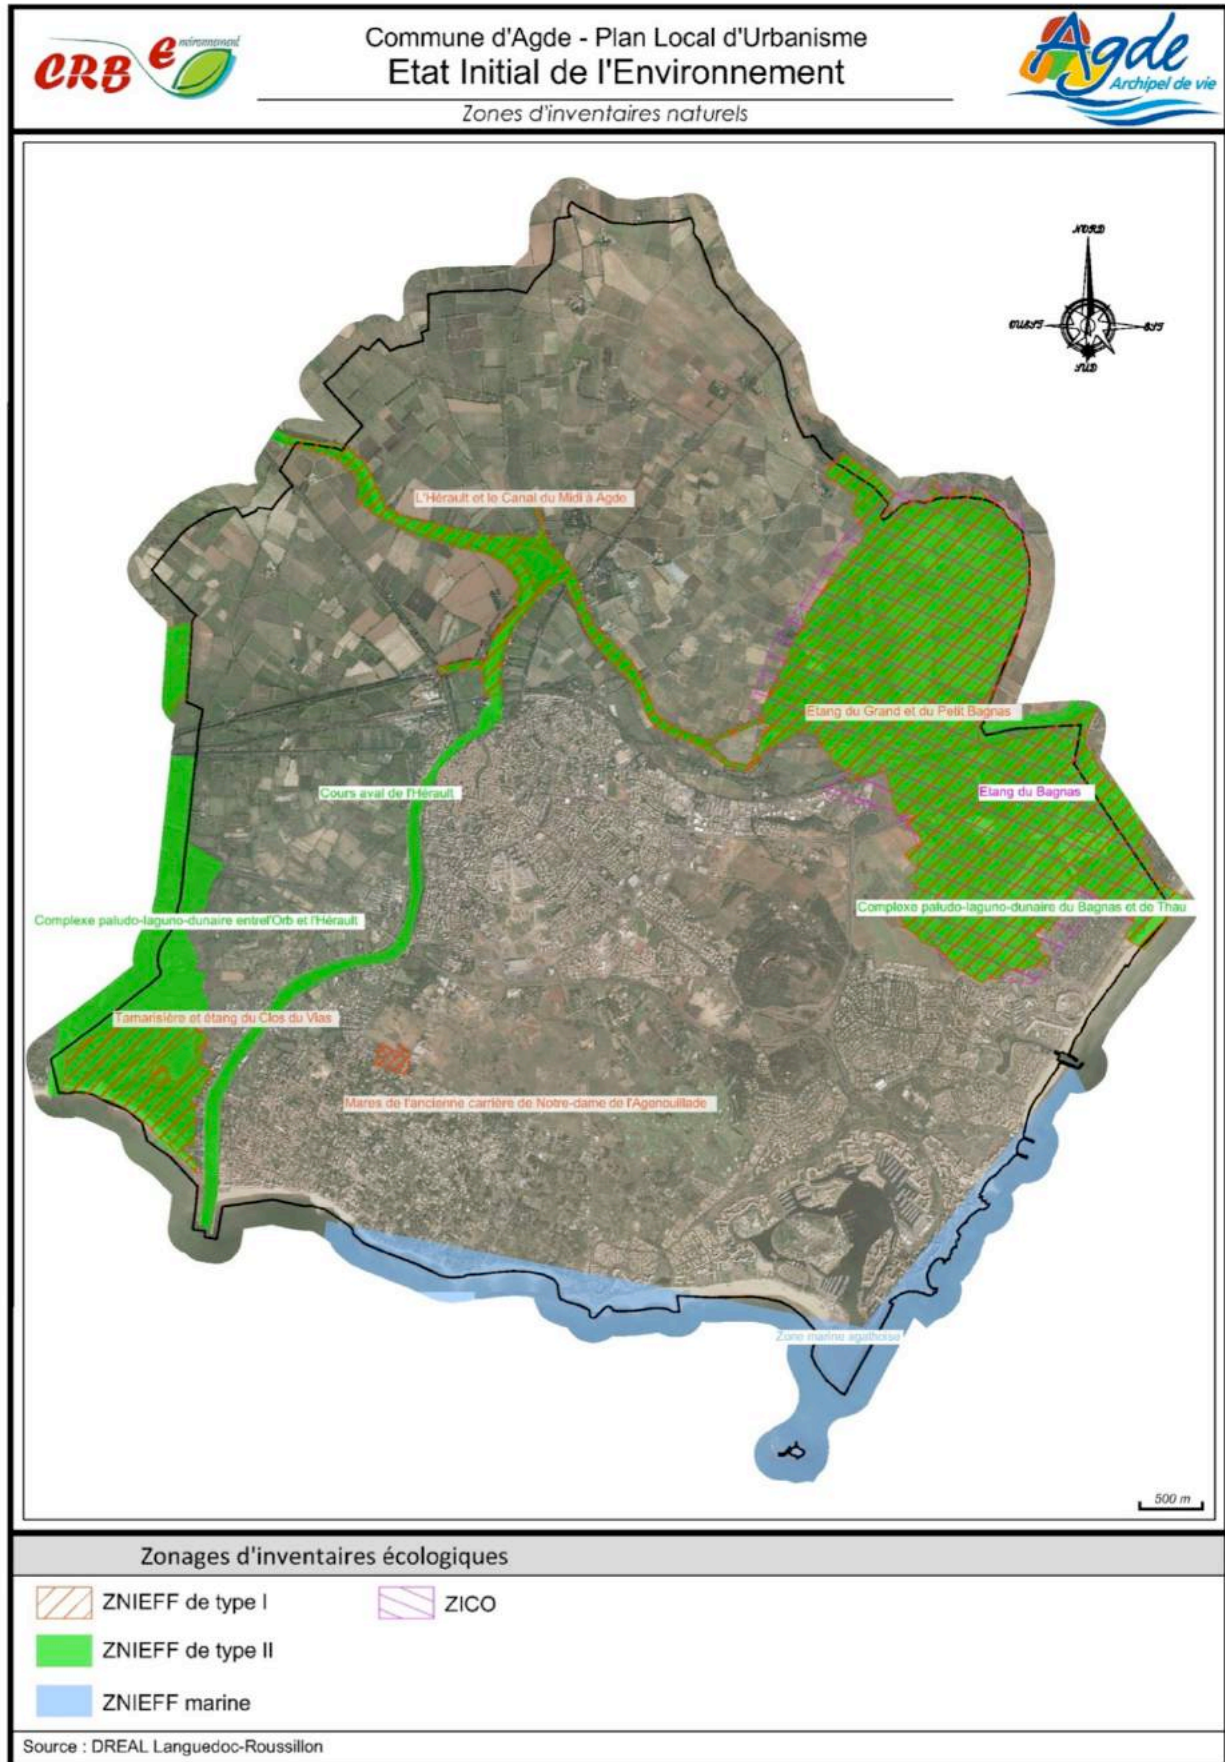 CRB Environnement
Commune d'Agde - Plan Local d'Urbanisme
Etat Initial de l'Environnement
Zones d'inventaires naturels
Agde
Archipel de vie
NORD
OUEST
EST
SUD
L'Hérault et le Canal du Midi à Agde
Etang du Grand et du Petit Bagnas
Etang du Bagnas
Cours aval de l'Hérault
Complexe paludo-laguno-dunaire du Bagnas et de Thau
Complexe paludo-laguno-dunaire entrel'Orb et l'Hérault
Tamarisière et étang du Clos du Vias
Mares de l'ancienne carrière de Notre-dame de l'Agenouillade
Zone marine agathoise
500 m
Zonages d'inventaires écologiques
ZNIEFF de type I
ZICO
ZNIEFF de type II
ZNIEFF marine
Source : DREAL Languedoc-Roussillon